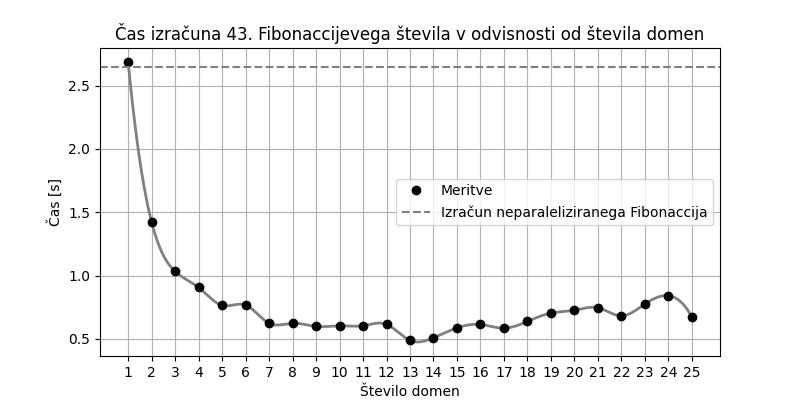 Čas izračuna 43. Fibonaccijevega števila v odvisnosti od števila domen
2.5
2.0
1.5
1.0
0.5
Čas [s]
Meritve
Izračun neparaleliziranega Fibonaccija
1 2 3 4 5 6 7 8 9 10 11 12 13 14 15 16 17 18 19 20 21 22 23 24 25
Število domen